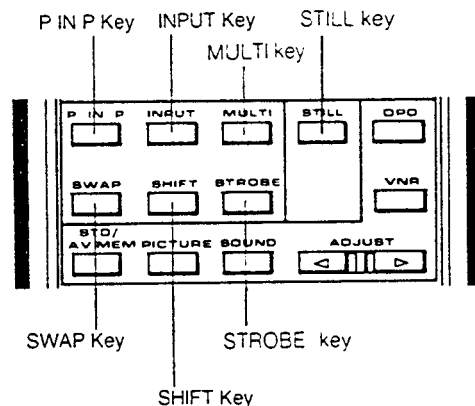 P IN P Key INPUT Key STILL key
MULTI key
P IN P INPUT MULTI STILL DPD
SWAP SHIFT STROBE VNR
STD/
AV MEM PICTURE SOUND ADJUST
SWAP Key STROBE key
SHIFT Key